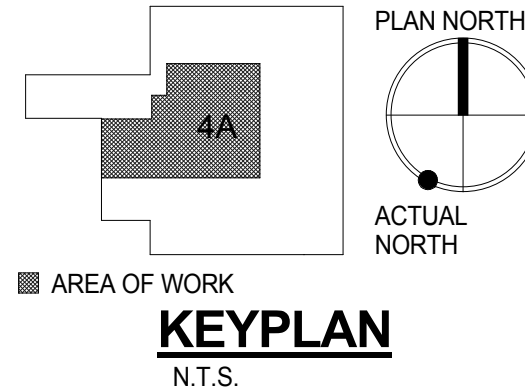 PLAN NORTH
4A
ACTUAL
NORTH
AREA OF WORK
KEYPLAN
N.T.S.